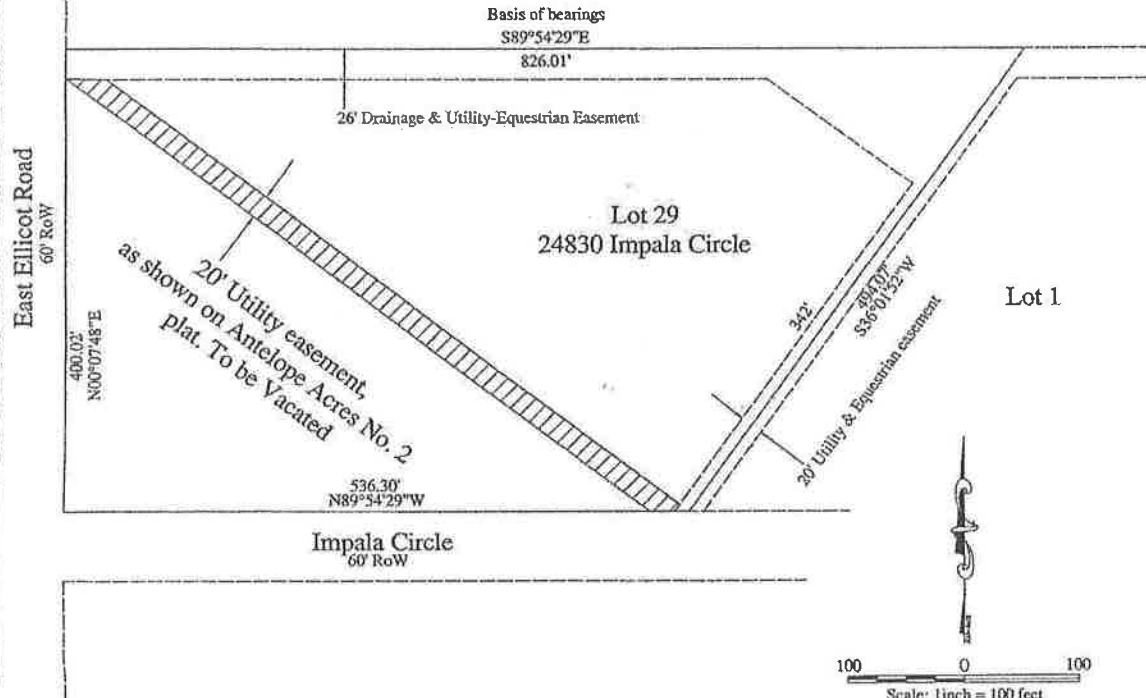 Basis of bearings
S89°54'29"E
826.01'
26' Drainage & Utility-Equestrian Easement
East Ellicot Road
60' RoW
400.02'
N00°07'48"E
20' Utility easement,
as shown on Antelope Acres No. 2
plat. To be Vacated
Lot 29
24830 Impala Circle
342'
494.07'
S36°01'52"W
20' Utility & Equestrian easement
Lot 1
536.30'
N89°54'29"W
Impala Circle
60' RoW
100 0 100
Scale: 1inch = 100 feet